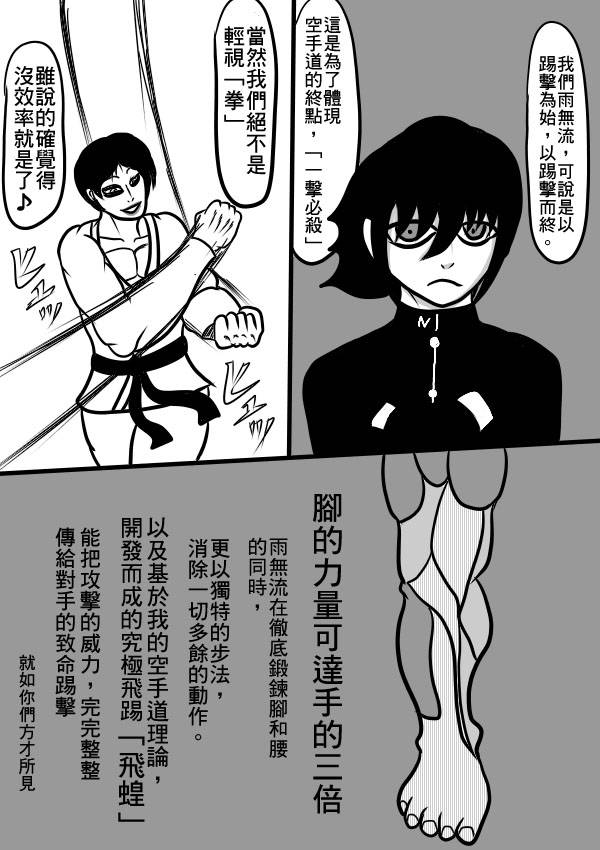 我們雨無流，可說是以
踢擊為始，以踢擊而終。
這是為了體現
空手道的終點，「一擊必殺」
當然我們絕不是
輕視「拳」
雖說的確覺得
沒效率就是了♪
ヒュッ
ヒュッ
腳的力量可達手的三倍
雨無流在徹底鍛鍊腳和腰
的同時，
更以獨特的步法，
消除一切多餘的動作。
以及基於我的空手道理論，
開發而成的究極飛踢「飛蝗」
能把攻擊的威力，完完整整
傳給對手的致命踢擊
就如你們方才所見